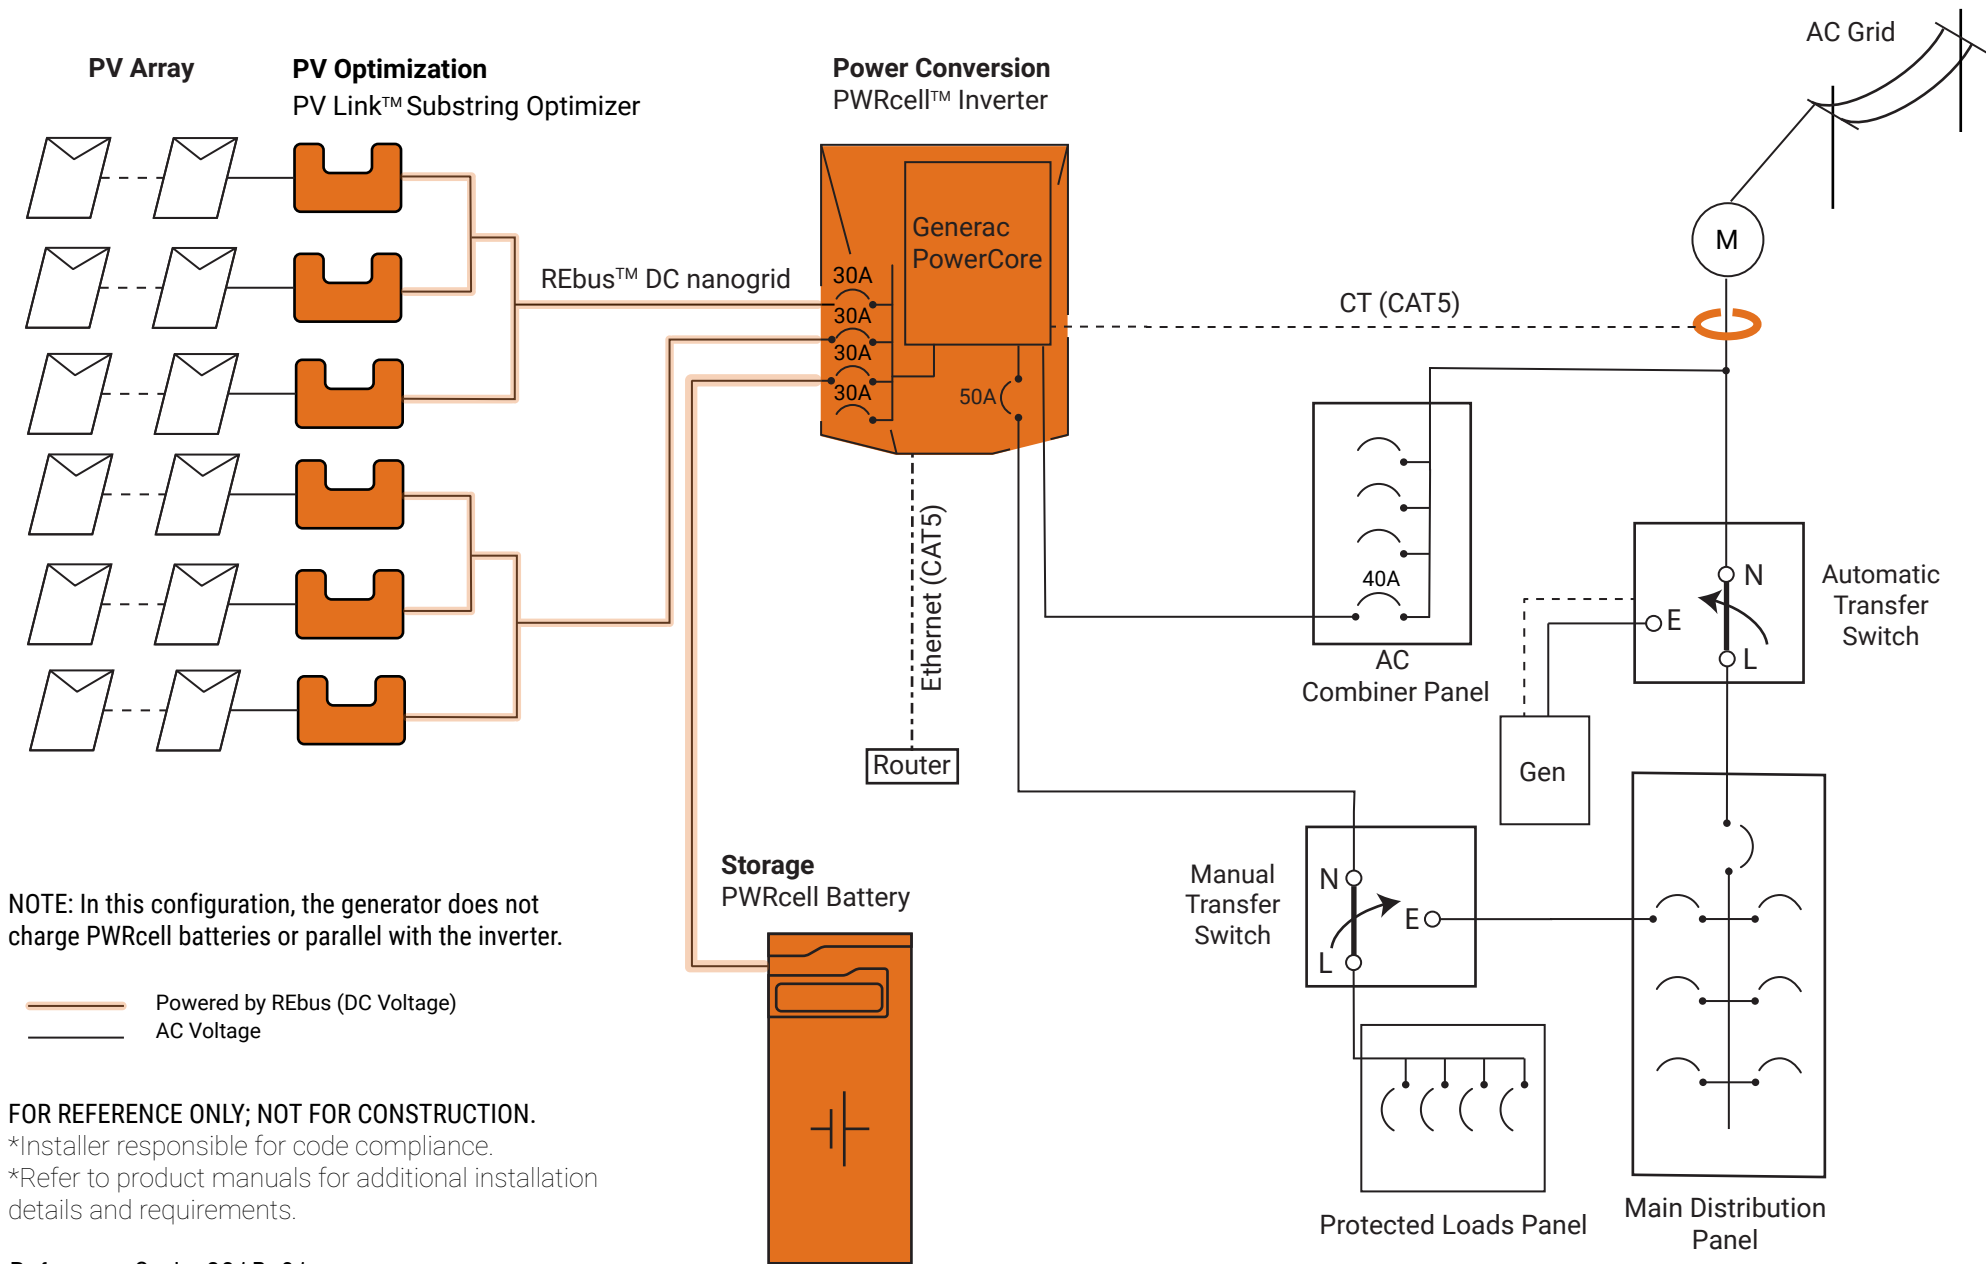 PV Array
PV Optimization
PV Link™ Substring Optimizer
Power Conversion
PWRcell™ Inverter
AC Grid
Generac
PowerCore
M
REbus™ DC nanogrid
30A
30A
30A
30A
50A
CT (CAT5)
Ethernet (CAT5)
Router
40A
AC
Combiner Panel
N
E
L
Automatic
Transfer
Switch
Gen
Storage
PWRcell Battery
Manual
Transfer
Switch
N
E
L
Protected Loads Panel
Main Distribution
Panel
NOTE: In this configuration, the generator does not
charge PWRcell batteries or parallel with the inverter.
Powered by REbus (DC Voltage)
AC Voltage
FOR REFERENCE ONLY; NOT FOR CONSTRUCTION.
*Installer responsible for code compliance.
*Refer to product manuals for additional installation
details and requirements.